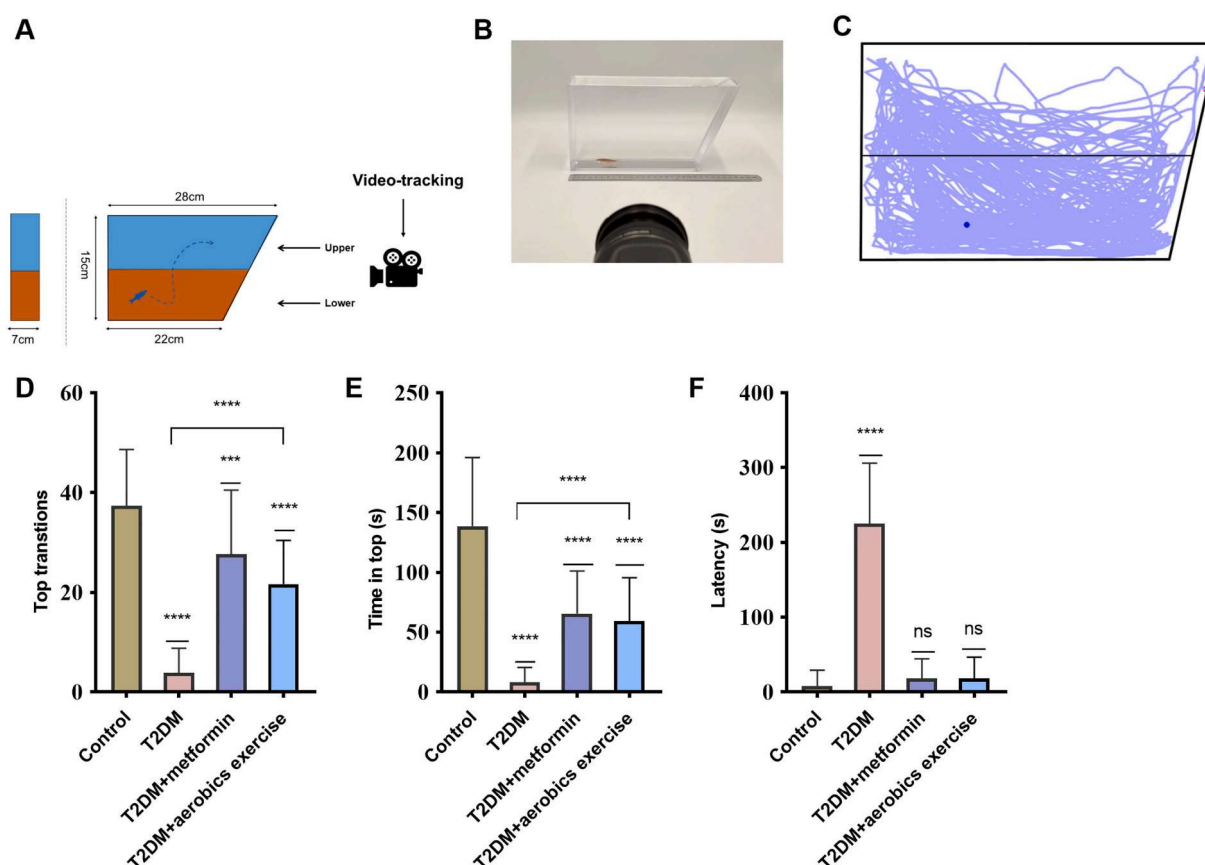 A
Video-tracking
28cm
15cm
Upper
Lower
7cm
22cm
B
C
D
60
40
20
0
Top transtions
****
***
****
****
Control
T2DM
T2DM+metformin
T2DM+aerobics exercise
E
250
200
150
100
50
0
Time in top (s)
****
****
****
****
Control
T2DM
T2DM+metformin
T2DM+aerobics exercise
F
400
300
200
100
0
Latency (s)
****
ns
ns
Control
T2DM
T2DM+metformin
T2DM+aerobics exercise